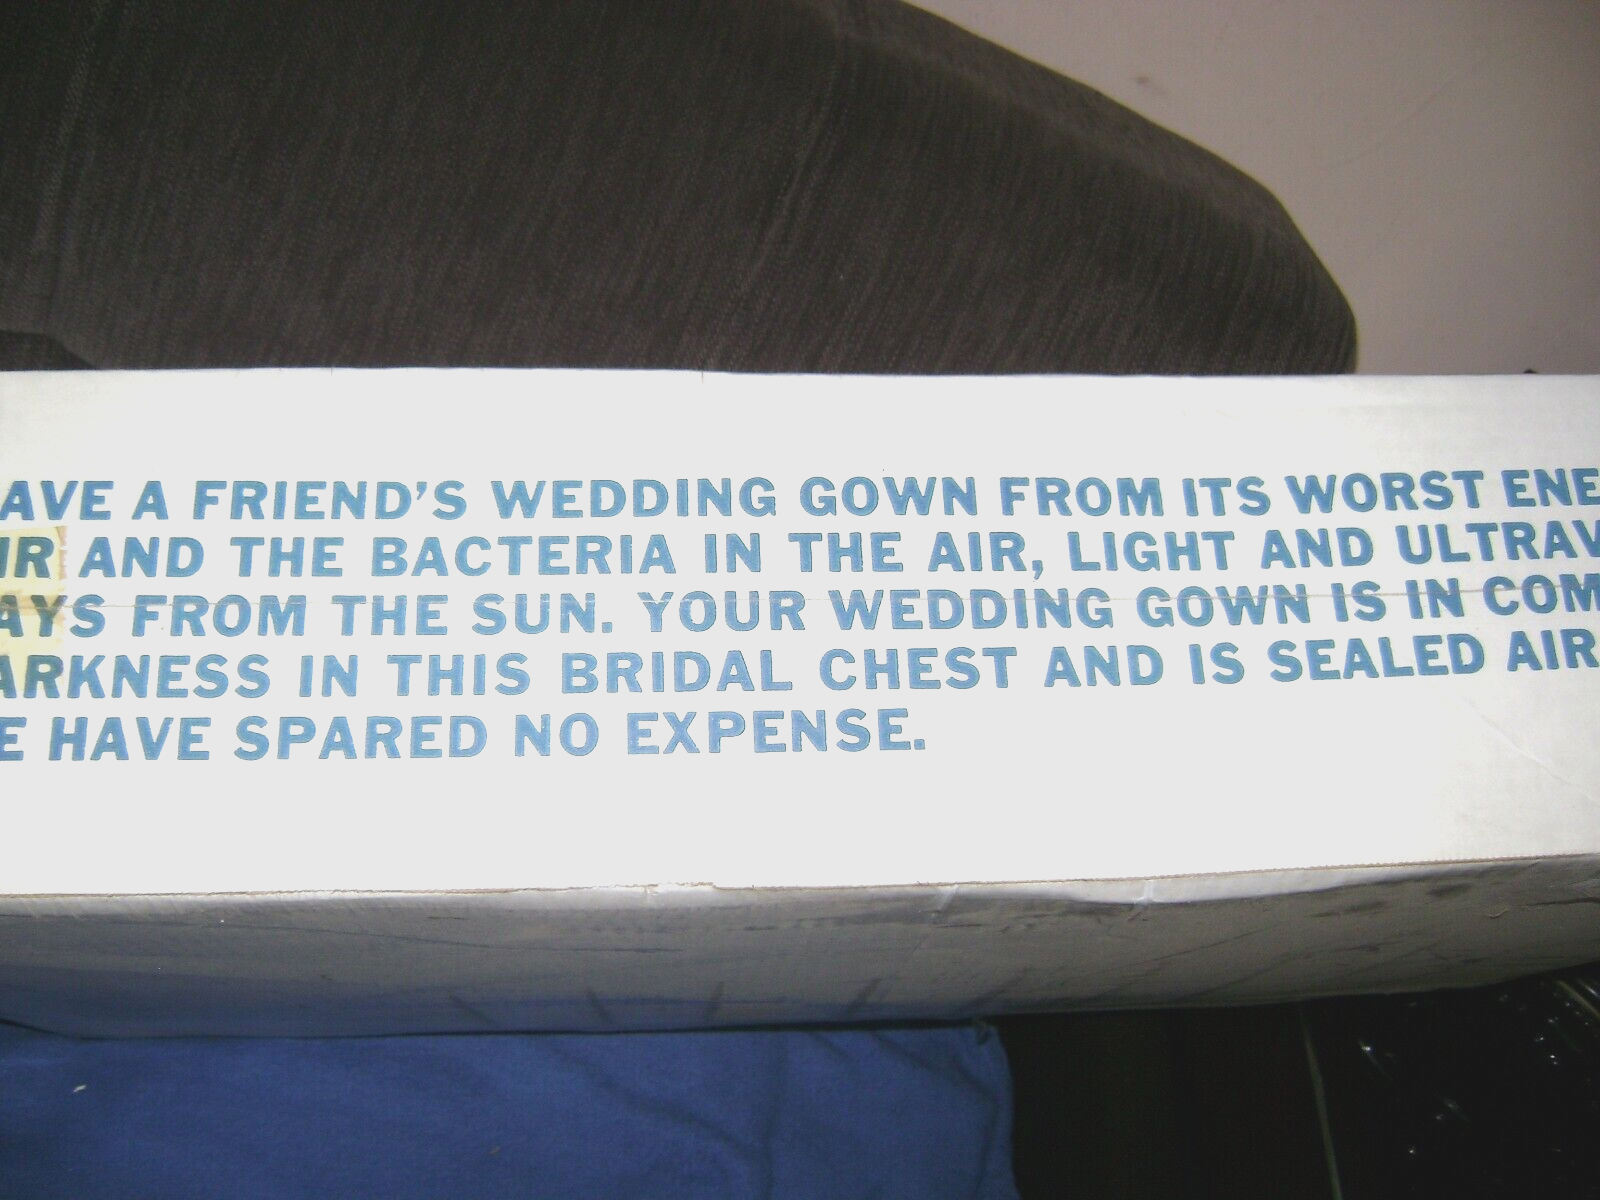 AVE A FRIEND'S WEDDING GOWN FROM ITS WORST ENE
IR AND THE BACTERIA IN THE AIR, LIGHT AND ULTRAV
AYS FROM THE SUN. YOUR WEDDING GOWN IS IN COM
ARKNESS IN THIS BRIDAL CHEST AND IS SEALED AIR
E HAVE SPARED NO EXPENSE.